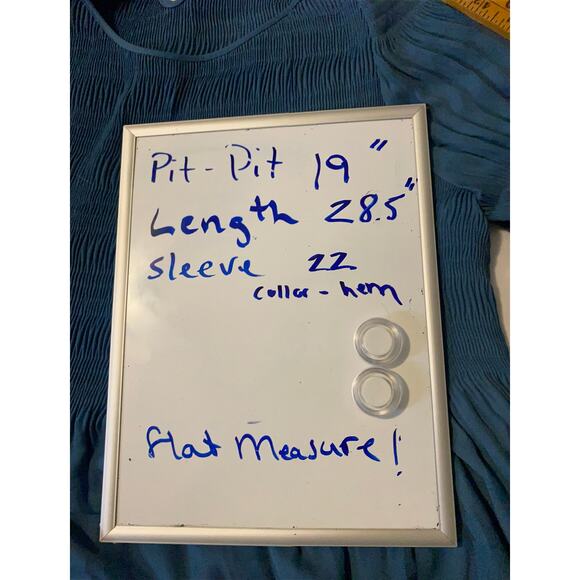 Pit - Pit 19"
Length 28.5"
sleeve 22
collar - hem
flat Measure!